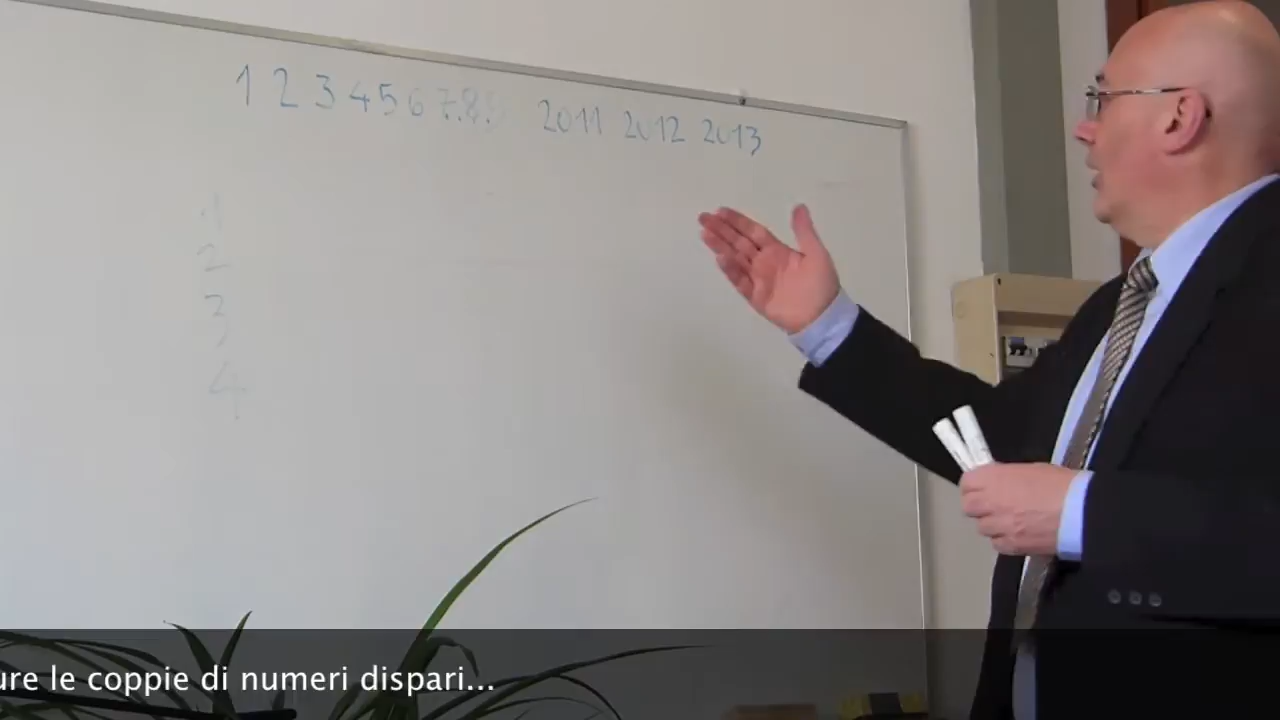 1 2 3 4 5 6 7.8. 2011 2012 2013
1
2
3
4
ure le coppie di numeri dispari...